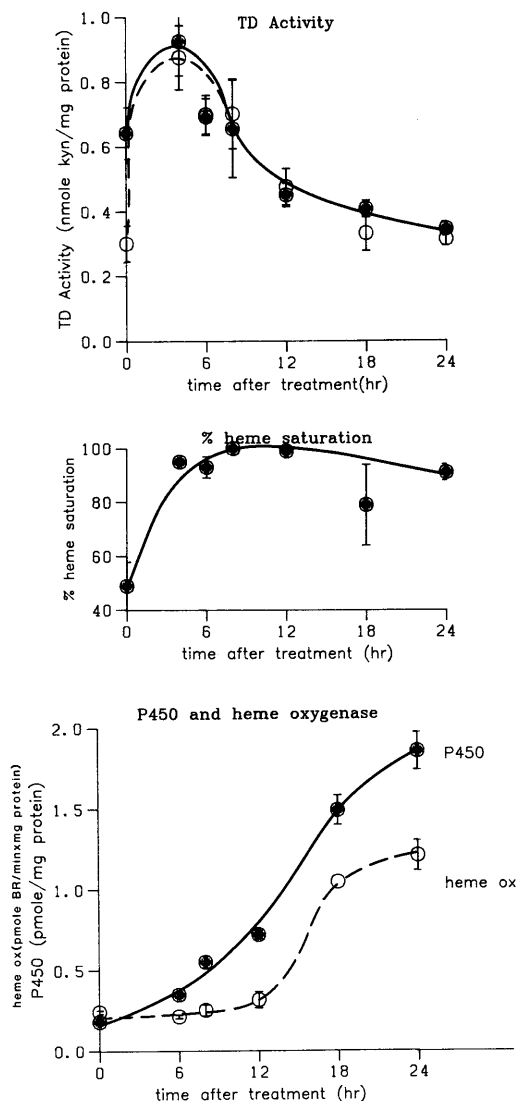 TD Activity
TD Activity (nmole kyn/mg protein)
1.0
0.8
0.6
0.4
0.2
0.0
0 6 12 18 24
time after treatment(hr)
% heme saturation
% heme saturation
100
80
60
40
0 6 12 18 24
time after treatment (hr)
P450 and heme oxygenase
heme ox(pmole BR/minxmg protein)
P450 (pmole/mg protein)
2.0
1.5
1.0
0.5
0.0
P450
heme ox
0 6 12 18 24
time after treatment (hr)